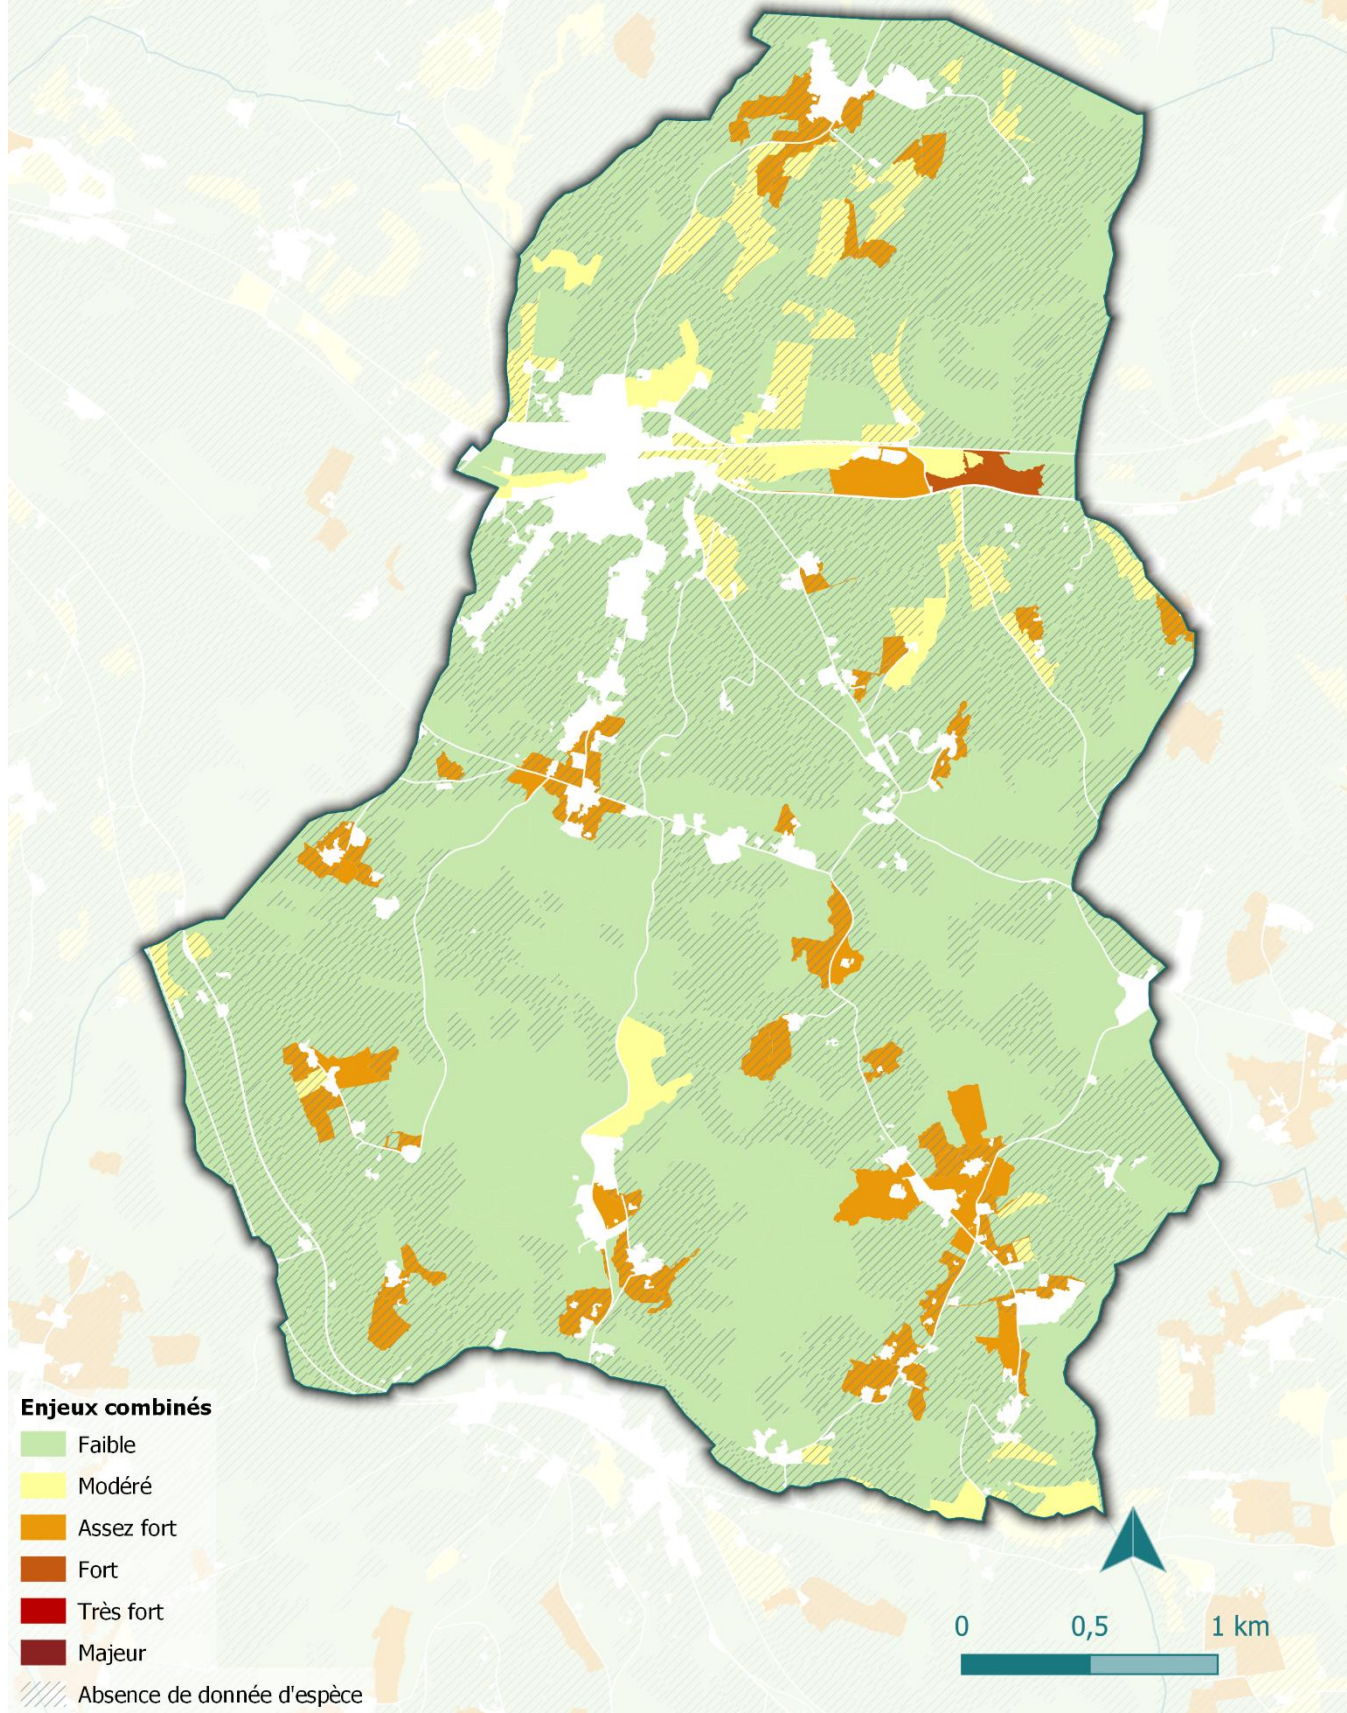 Enjeux combinés
Faible
Modéré
Assez fort
Fort
Très fort
Majeur
Absence de donnée d'espèce
0 0,5 1 km